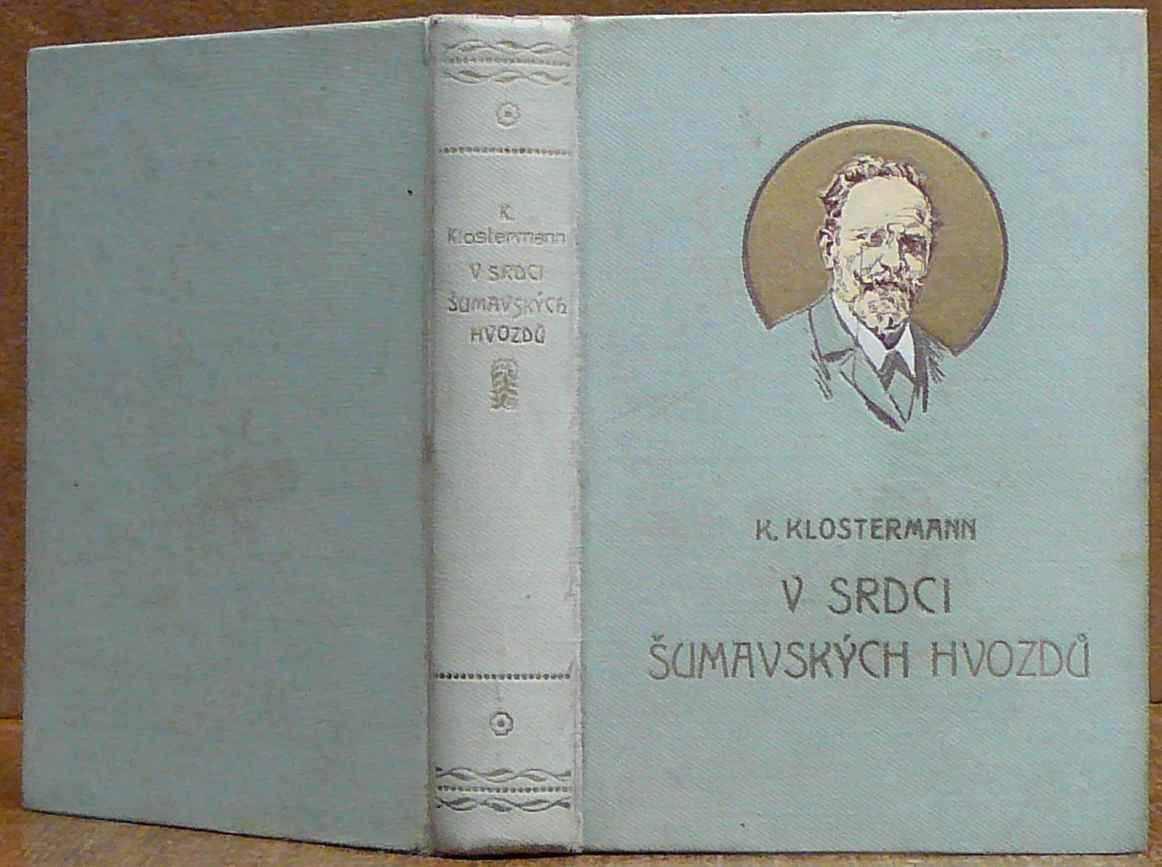 K.
Klostermann
V SRDCI
ŠUMAVSKÝCH
HVOZDŮ
K. KLOSTERMANN
V SRDCI
ŠUMAVSKÝCH HVOZDŮ